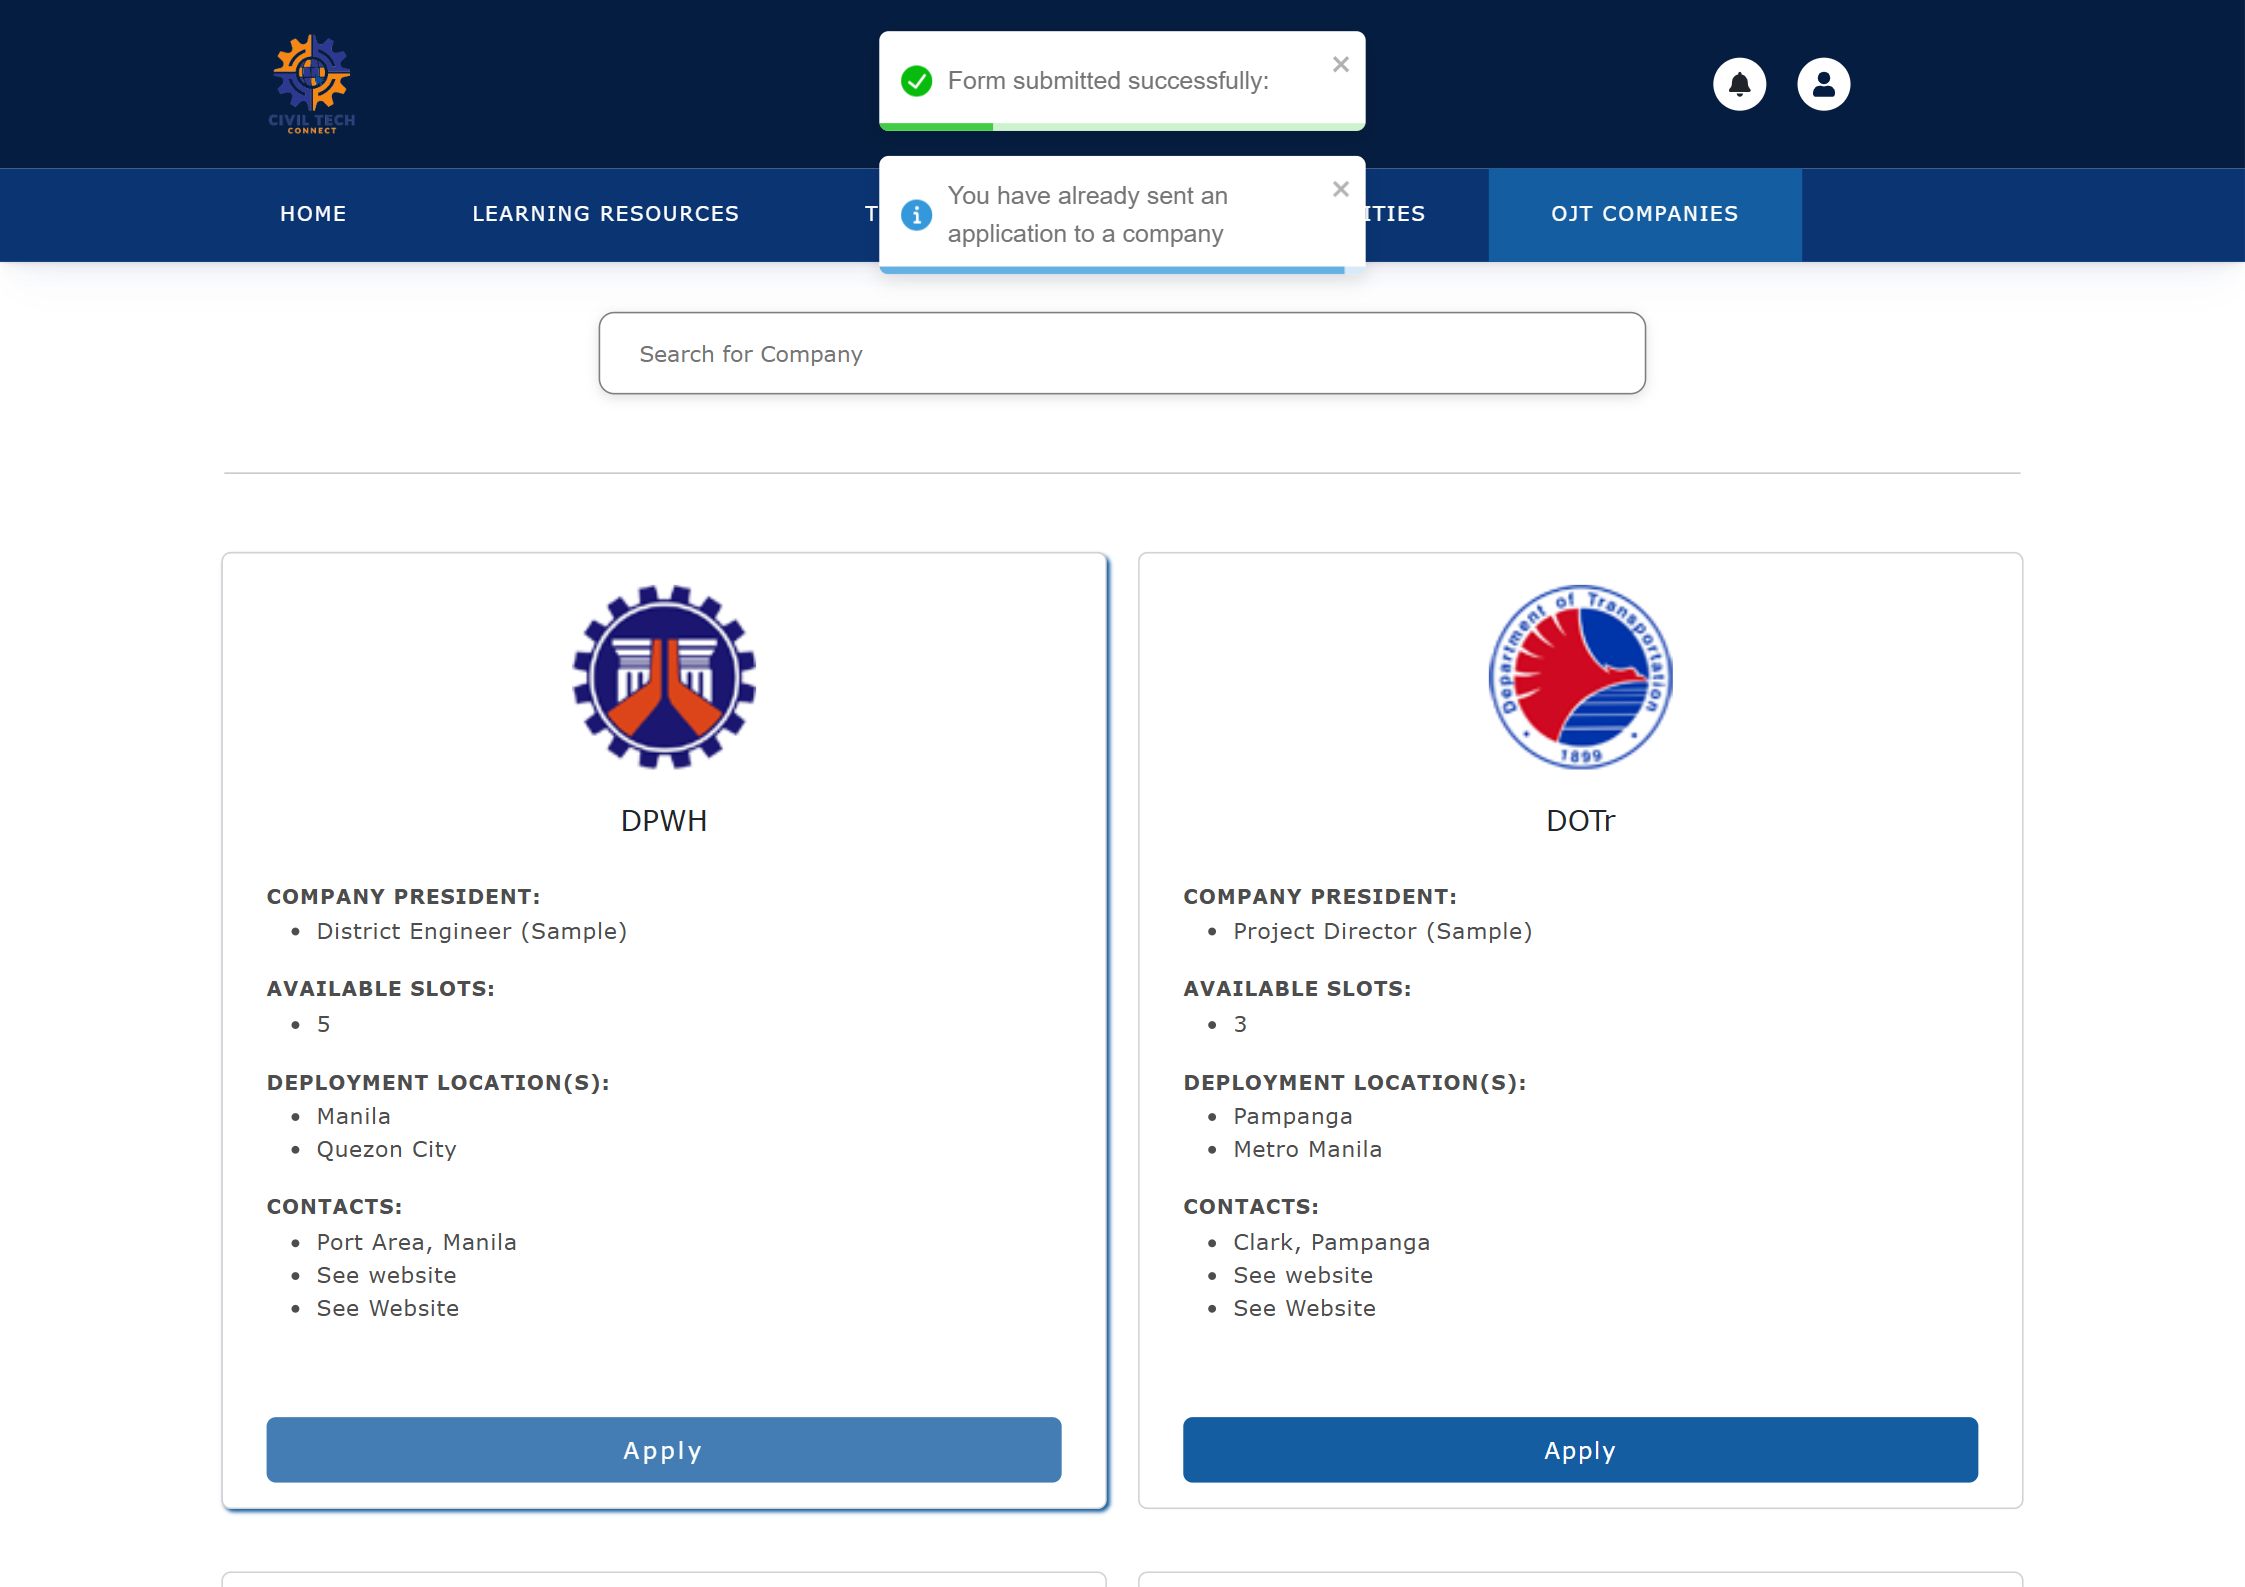 CIVIL TECH
CONNECT
Form submitted successfully:
You have already sent an
application to a company
HOME
LEARNING RESOURCES
T
ITIES
OJT COMPANIES
Search for Company
Department of Transportation
1899
DPWH
COMPANY PRESIDENT:
• District Engineer (Sample)
AVAILABLE SLOTS:
• 5
DEPLOYMENT LOCATION(S):
• Manila
• Quezon City
CONTACTS:
• Port Area, Manila
• See website
• See Website
Apply
DOTr
COMPANY PRESIDENT:
• Project Director (Sample)
AVAILABLE SLOTS:
• 3
DEPLOYMENT LOCATION(S):
• Pampanga
• Metro Manila
CONTACTS:
• Clark, Pampanga
• See website
• See Website
Apply